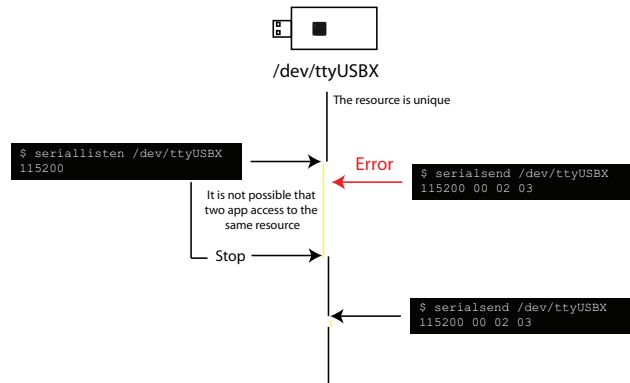 /dev/ttyUSBX
The resource is unique
$ seriallisten /dev/ttyUSBX
115200
Error
$ serialsend /dev/ttyUSBX
115200 00 02 03
It is not possible that
two app access to the
same resource
Stop
$ serialsend /dev/ttyUSBX
115200 00 02 03